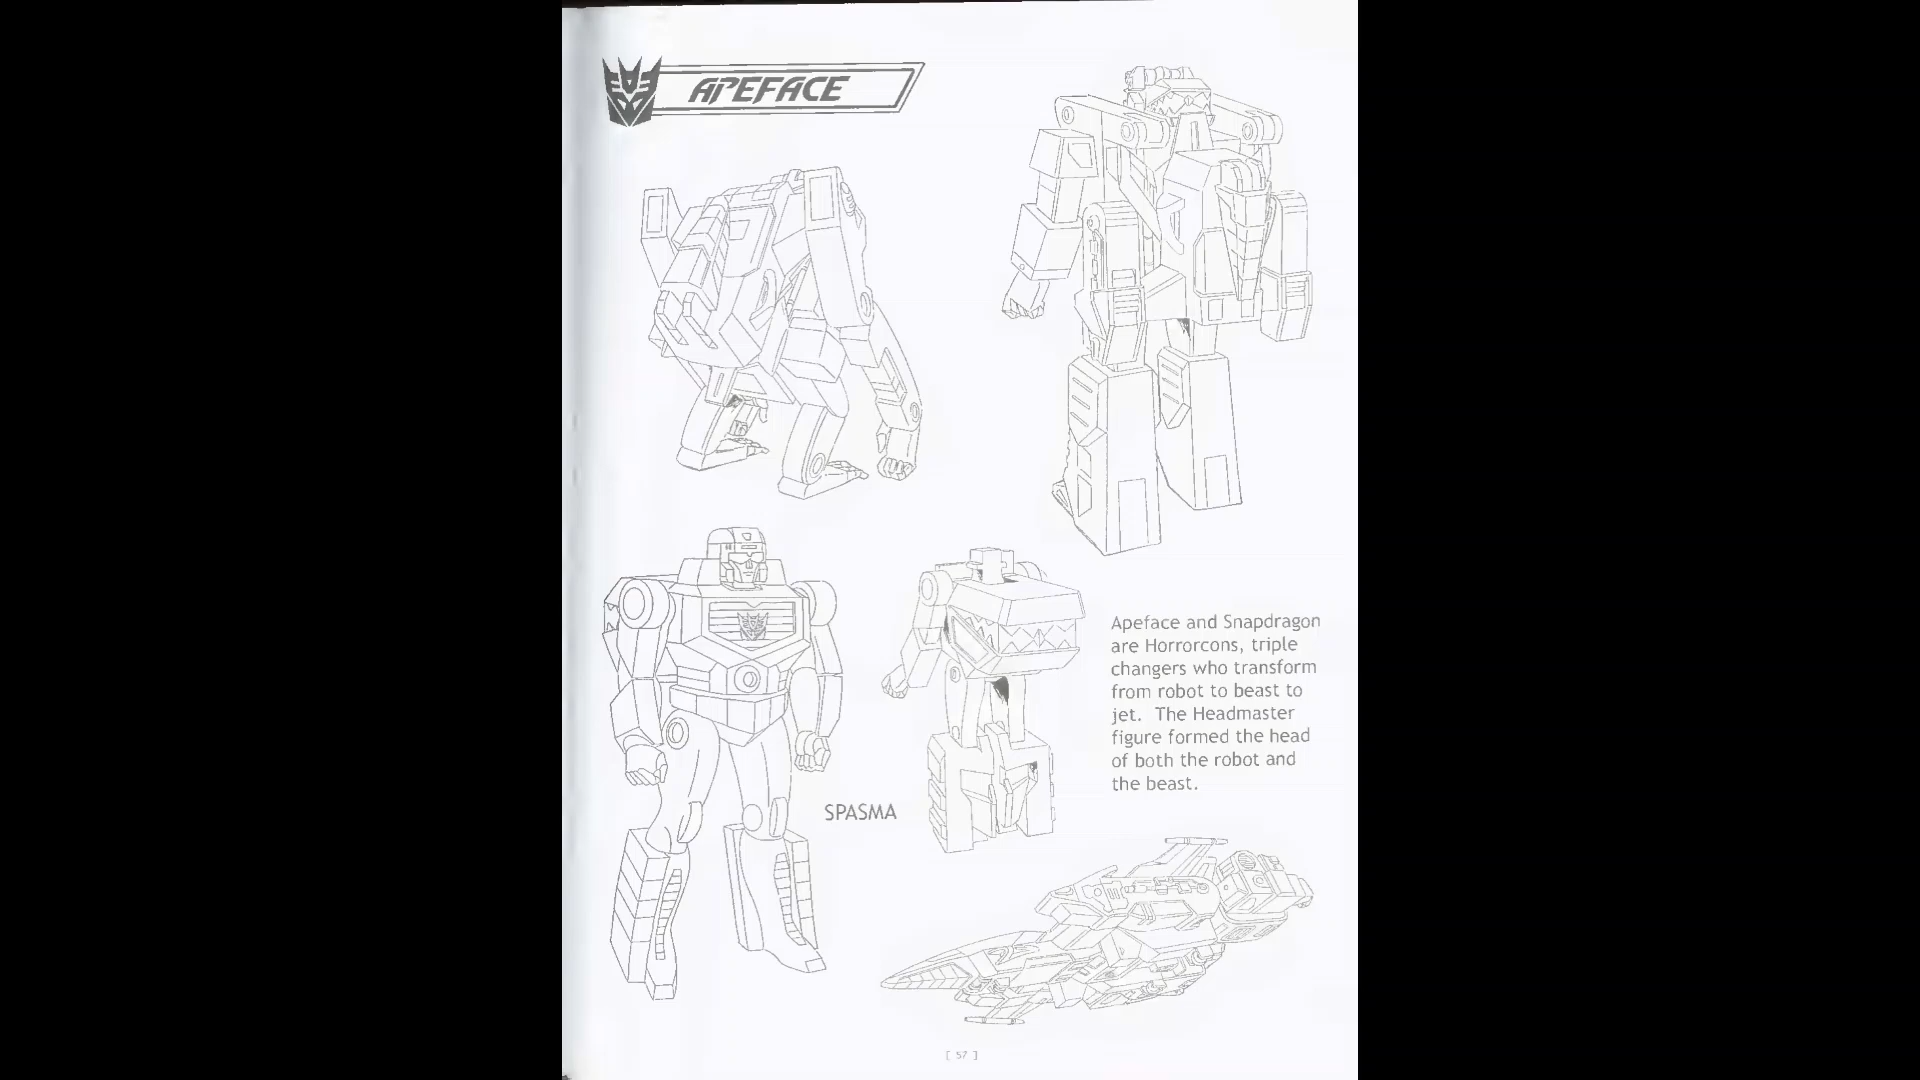 APEFACE
SPASMA
Apeface and Snapdragon
are Horrorcons, triple
changers who transform
from robot to beast to
jet. The Headmaster
figure formed the head
of both the robot and
the beast.
[ 57 ]